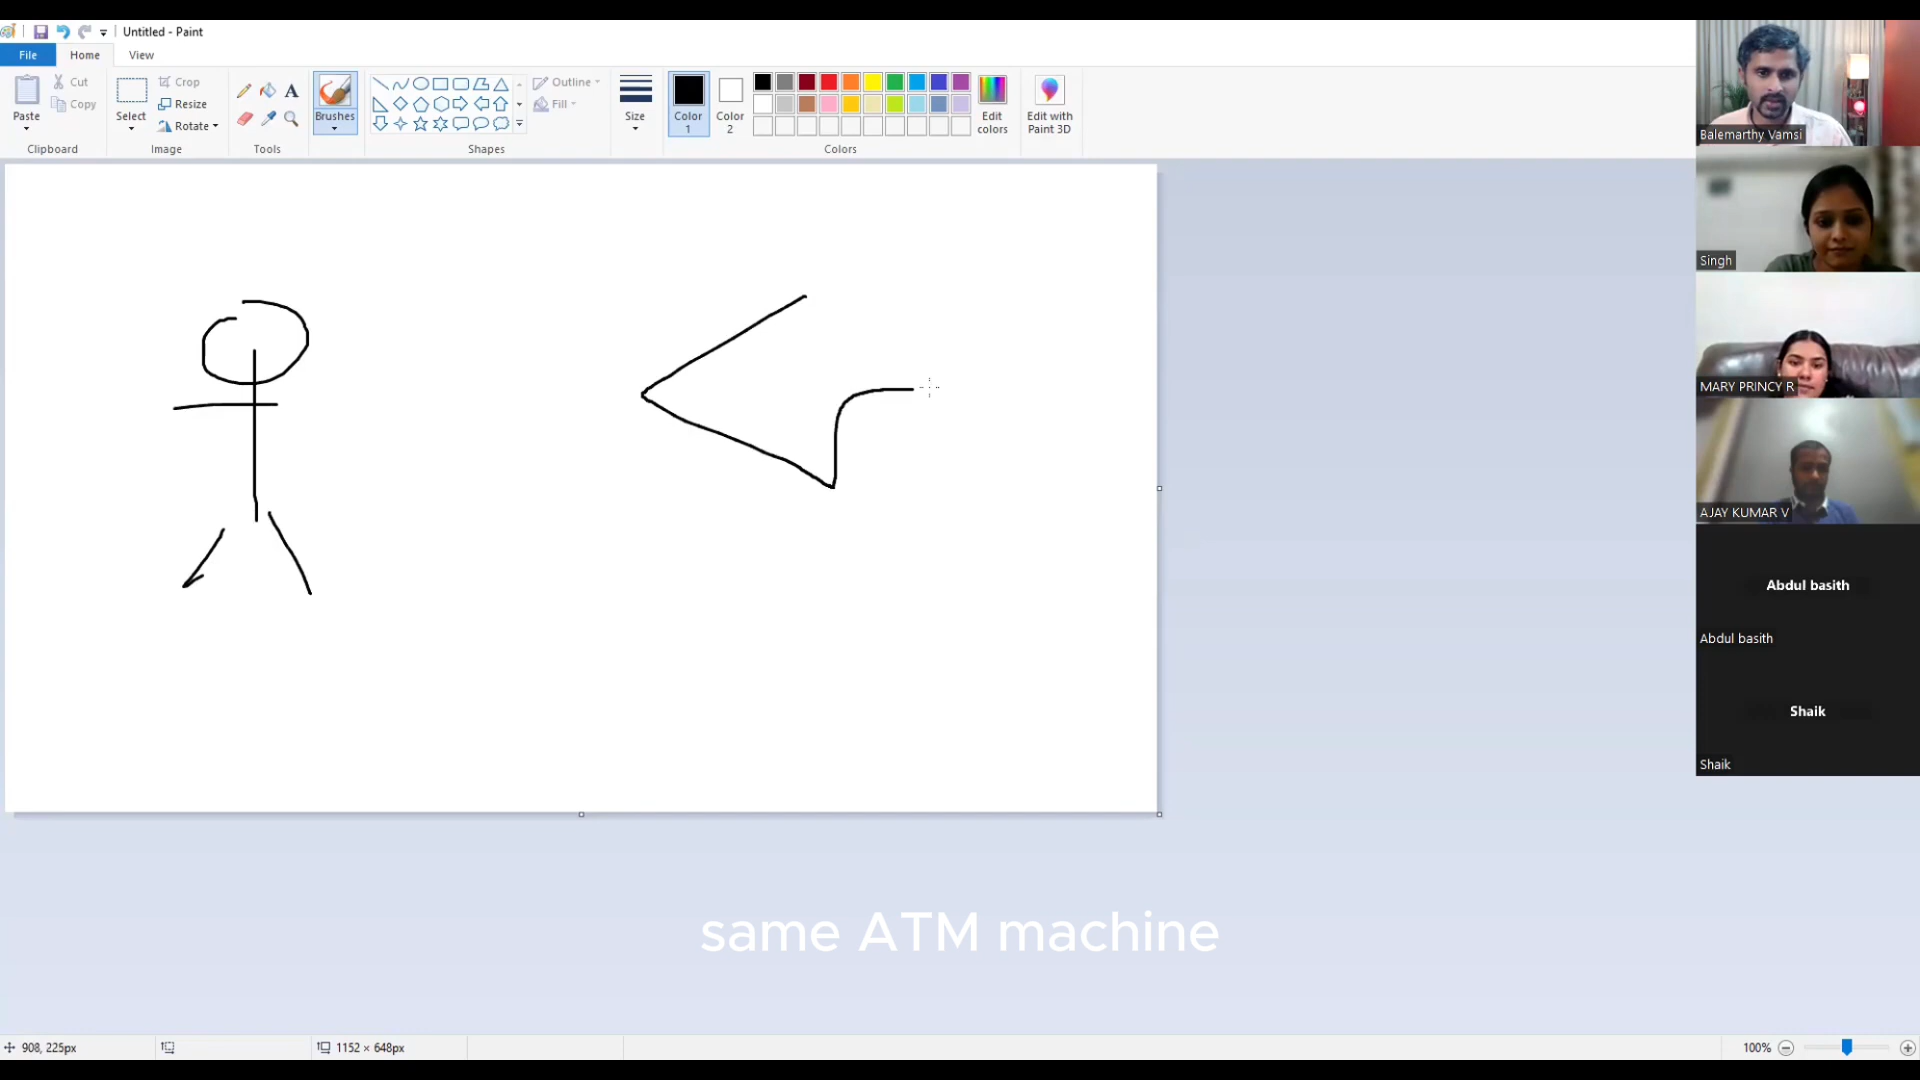 Untitled - Paint
File Home View
Paste
Cut
Copy
Clipboard
Select
Crop
Resize
Rotate
Image
A
Tools
Brushes
Outline
Fill
Shapes
Size
Color 1
Color 2
Edit colors
Colors
Edit with Paint 3D
Balemarthy Vamsi
Singh
MARY PRINCY R
AJAY KUMAR V
Abdul basith
Abdul basith
Shaik
Shaik
same ATM machine
908, 225px
1152 × 648px
100%